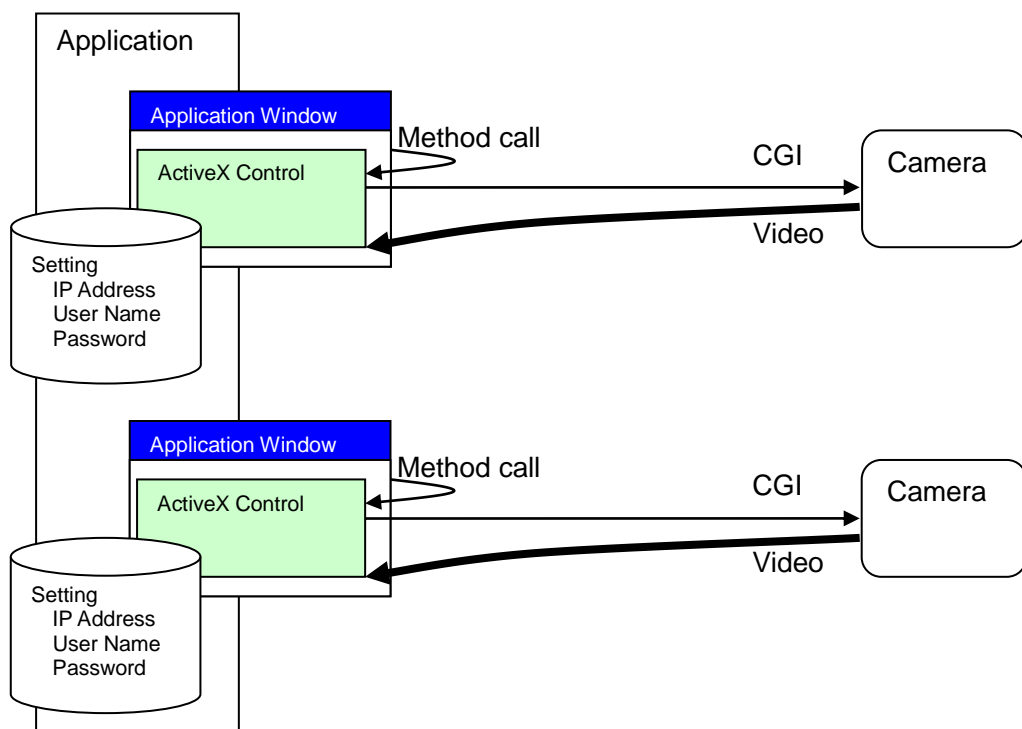 Application
Application Window
Method call
ActiveX Control
CGI
Camera
Video
Setting
IP Address
User Name
Password
Application Window
Method call
ActiveX Control
CGI
Camera
Video
Setting
IP Address
User Name
Password